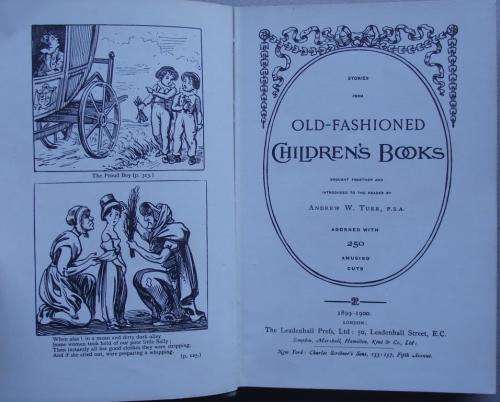 The Proud Boy (p. 313.)
When alas! in a mean and dirty dark alley
Some women took hold of our poor little Sally;
Then instantly all her good clothes they were stripping,
And if she cried out, were preparing a whipping.
(p. 127.)
STORIES
FROM
OLD-FASHIONED
CHILDREN'S BOOKS
BROUGHT TOGETHER AND
INTRODUCED TO THE READER BY
ANDREW W. TUER, F.S.A.
ADORNED WITH
250
AMUSING
CUTS
1899-1900.
LONDON:
The Leadenhall Press, Ltd: 50, Leadenhall Street, E.C.
Simpkin, Marshall, Hamilton, Kent & Co., Ltd:
New York: Charles Scribner's Sons, 153-157, Fifth Avenue.